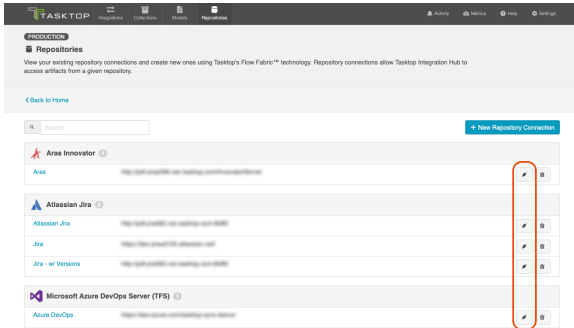 TASKTOP
Integrations
Collections
Models
Repositories
Activity
Metrics
Help
Settings
PRODUCTION
Repositories
View your existing repository connections and create new ones using Tasktop's Flow Fabric™ technology. Repository connections allow Tasktop Integration Hub to
access artifacts from a given repository.
Back to Home
Search
+ New Repository Connection
Aras Innovator 1
Aras
Atlassian Jira 3
Atlassian Jira
Jira
Jira - w/ Versions
Microsoft Azure DevOps Server (TFS) 1
Azure DevOps